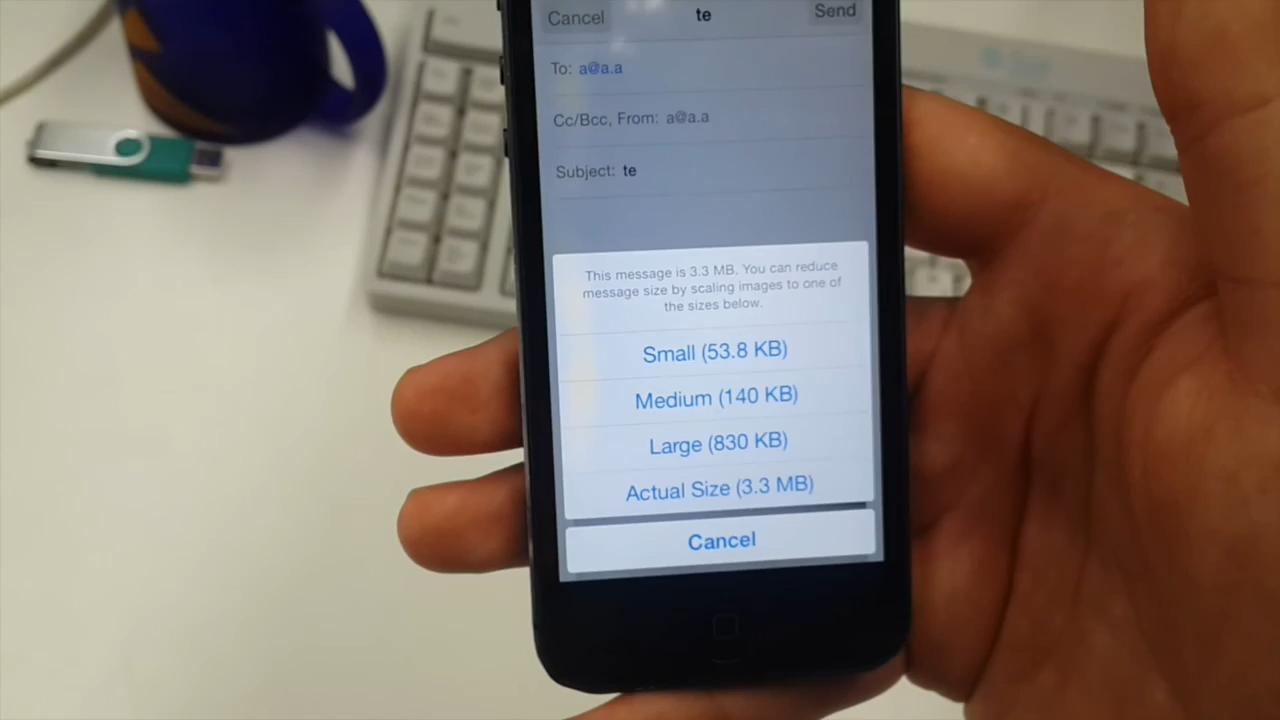 Cancel te Send
To: a@a.a
Cc/Bcc, From: a@a.a
Subject: te
This message is 3.3 MB. You can reduce
message size by scaling images to one of
the sizes below.
Small (53.8 KB)
Medium (140 KB)
Large (830 KB)
Actual Size (3.3 MB)
Cancel